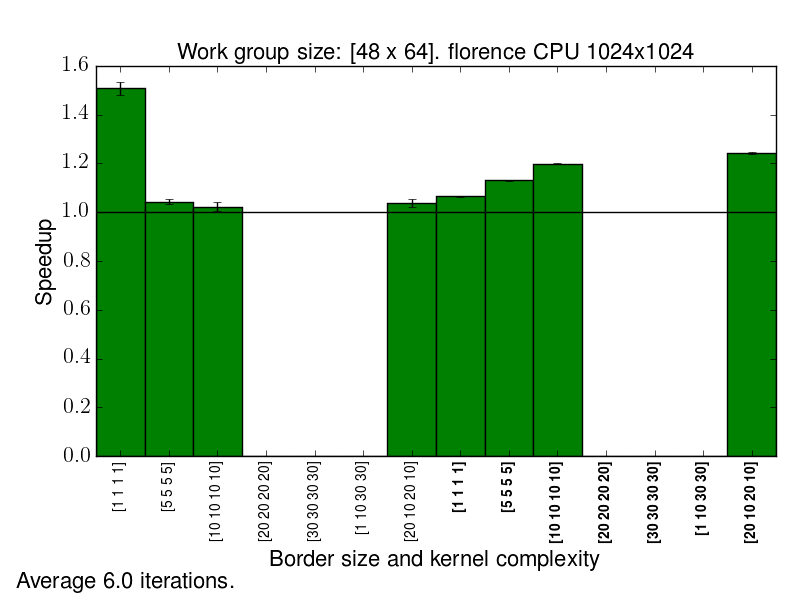 Work group size: [48 x 64]. florence CPU 1024x1024
1.6
1.4
1.2
1.0
0.8
0.6
0.4
0.2
0.0
Speedup
[1 1 1 1]
[5 5 5 5]
[10 10 10 10]
[20 20 20 20]
[30 30 30 30]
[1 10 30 30]
[20 10 20 10]
[1 1 1 1]
[5 5 5 5]
[10 10 10 10]
[20 20 20 20]
[30 30 30 30]
[1 10 30 30]
[20 10 20 10]
Border size and kernel complexity
Average 6.0 iterations.